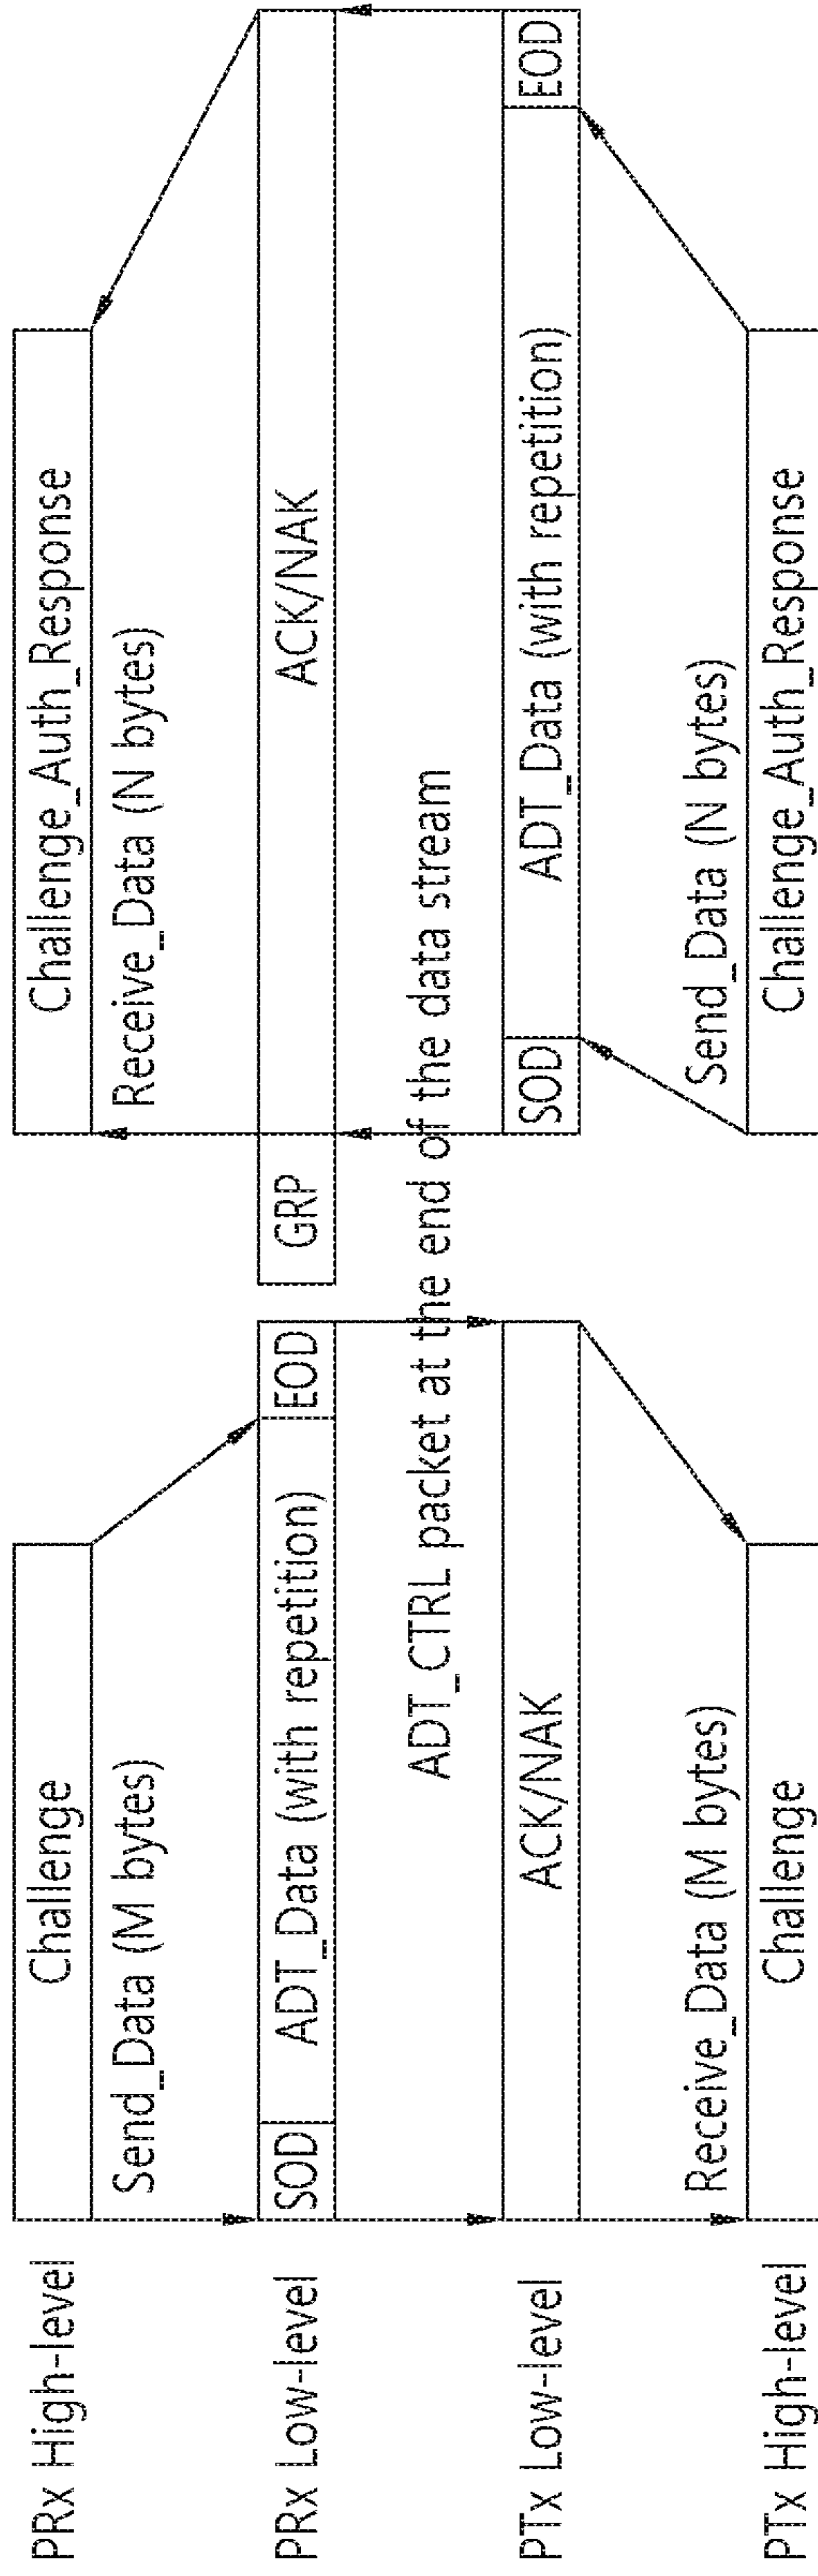 PRx High-level
Challenge
Challenge_Auth_Response
Send_Data (M bytes)
Receive_Data (N bytes)
PRx Low-level
SOD
ADT_Data (with repetition)
EOD
GRP
ACK/NAK
ADT_CTRL packet at the end of the data stream
PTx Low-level
ACK/NAK
SOD
ADT_Data (with repetition)
EOD
Receive_Data (M bytes)
Send_Data (N bytes)
PTx High-level
Challenge
Challenge_Auth_Response